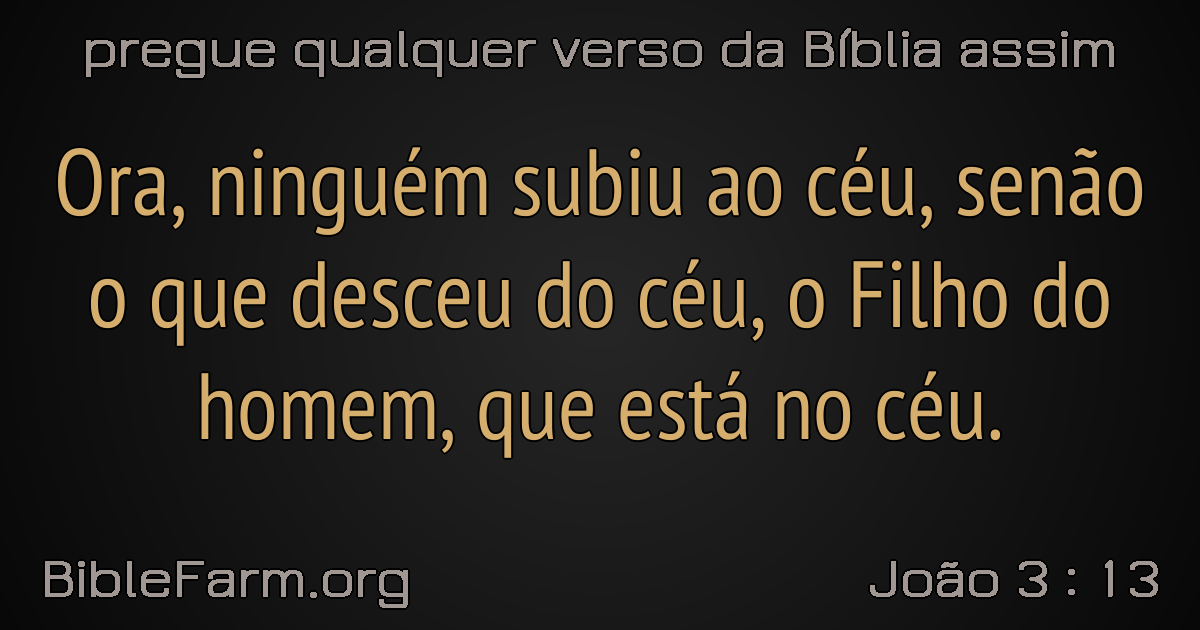 pregue qualquer verso da Bíblia assim
Ora, ninguém subiu ao céu, senão
o que desceu do céu, o Filho do
homem, que está no céu.
BibleFarm.org
João 3 : 13